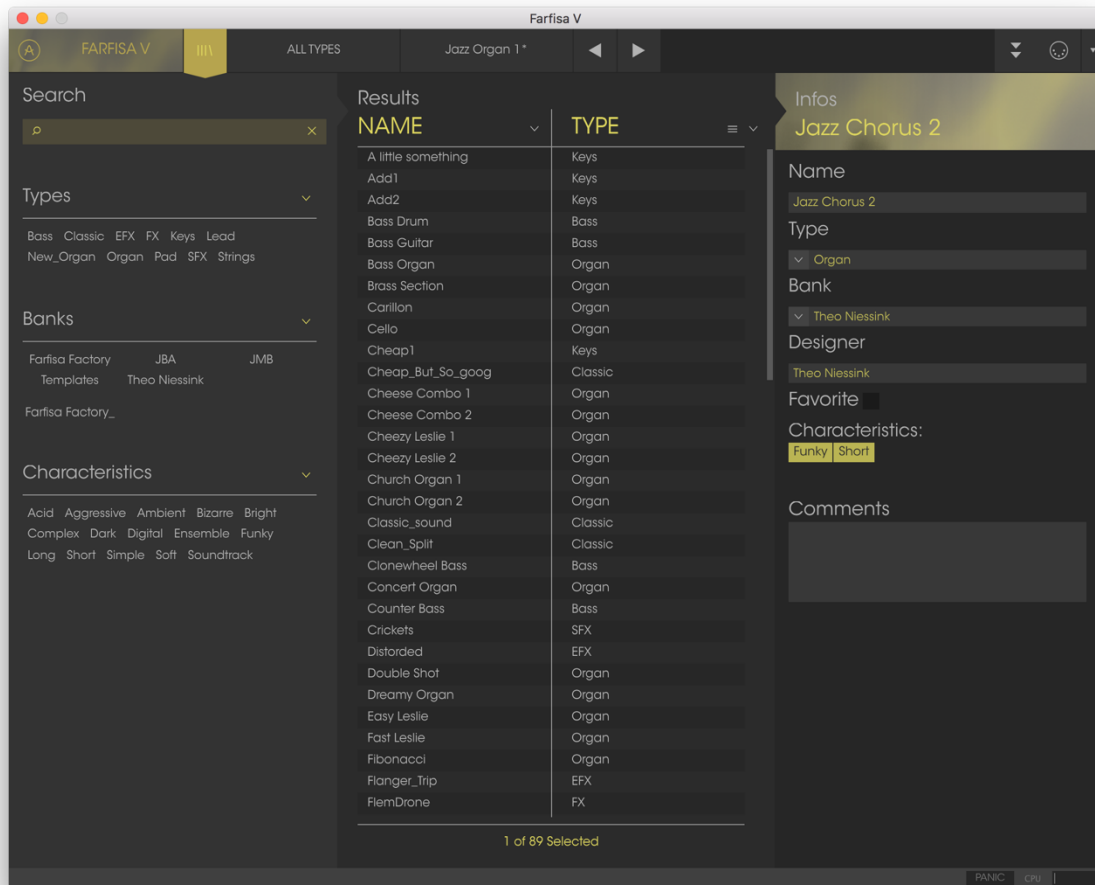 Farfisa V
A FARFISA V ALL TYPES Jazz Organ 1*
Search
Types
Bass Classic EFX FX Keys Lead
New_Organ Organ Pad SFX Strings
Banks
Farfisa Factory JBA JMB
Templates Theo Niessink
Farfisa Factory_
Characteristics
Acid Aggressive Ambient Bizarre Bright
Complex Dark Digital Ensemble Funky
Long Short Simple Soft Soundtrack
Results
NAME TYPE
A little something Keys
Add1 Keys
Add2 Keys
Bass Drum Bass
Bass Guitar Bass
Bass Organ Organ
Brass Section Organ
Carillon Organ
Cello Organ
Cheap1 Keys
Cheap_But_So_goog Classic
Cheese Combo 1 Organ
Cheese Combo 2 Organ
Cheezy Leslie 1 Organ
Cheezy Leslie 2 Organ
Church Organ 1 Organ
Church Organ 2 Organ
Classic_sound Classic
Clean_Split Classic
Clonewheel Bass Bass
Concert Organ Organ
Counter Bass Bass
Crickets SFX
Distorted EFX
Double Shot Organ
Dreamy Organ Organ
Easy Leslie Organ
Fast Leslie Organ
Fibonacci Organ
Flanger_Trip EFX
FlemDrone FX
1 of 89 Selected
Infos
Jazz Chorus 2
Name
Jazz Chorus 2
Type
Organ
Bank
Theo Niessink
Designer
Theo Niessink
Favorite
Characteristics:
Funky Short
Comments
PANIC CPU